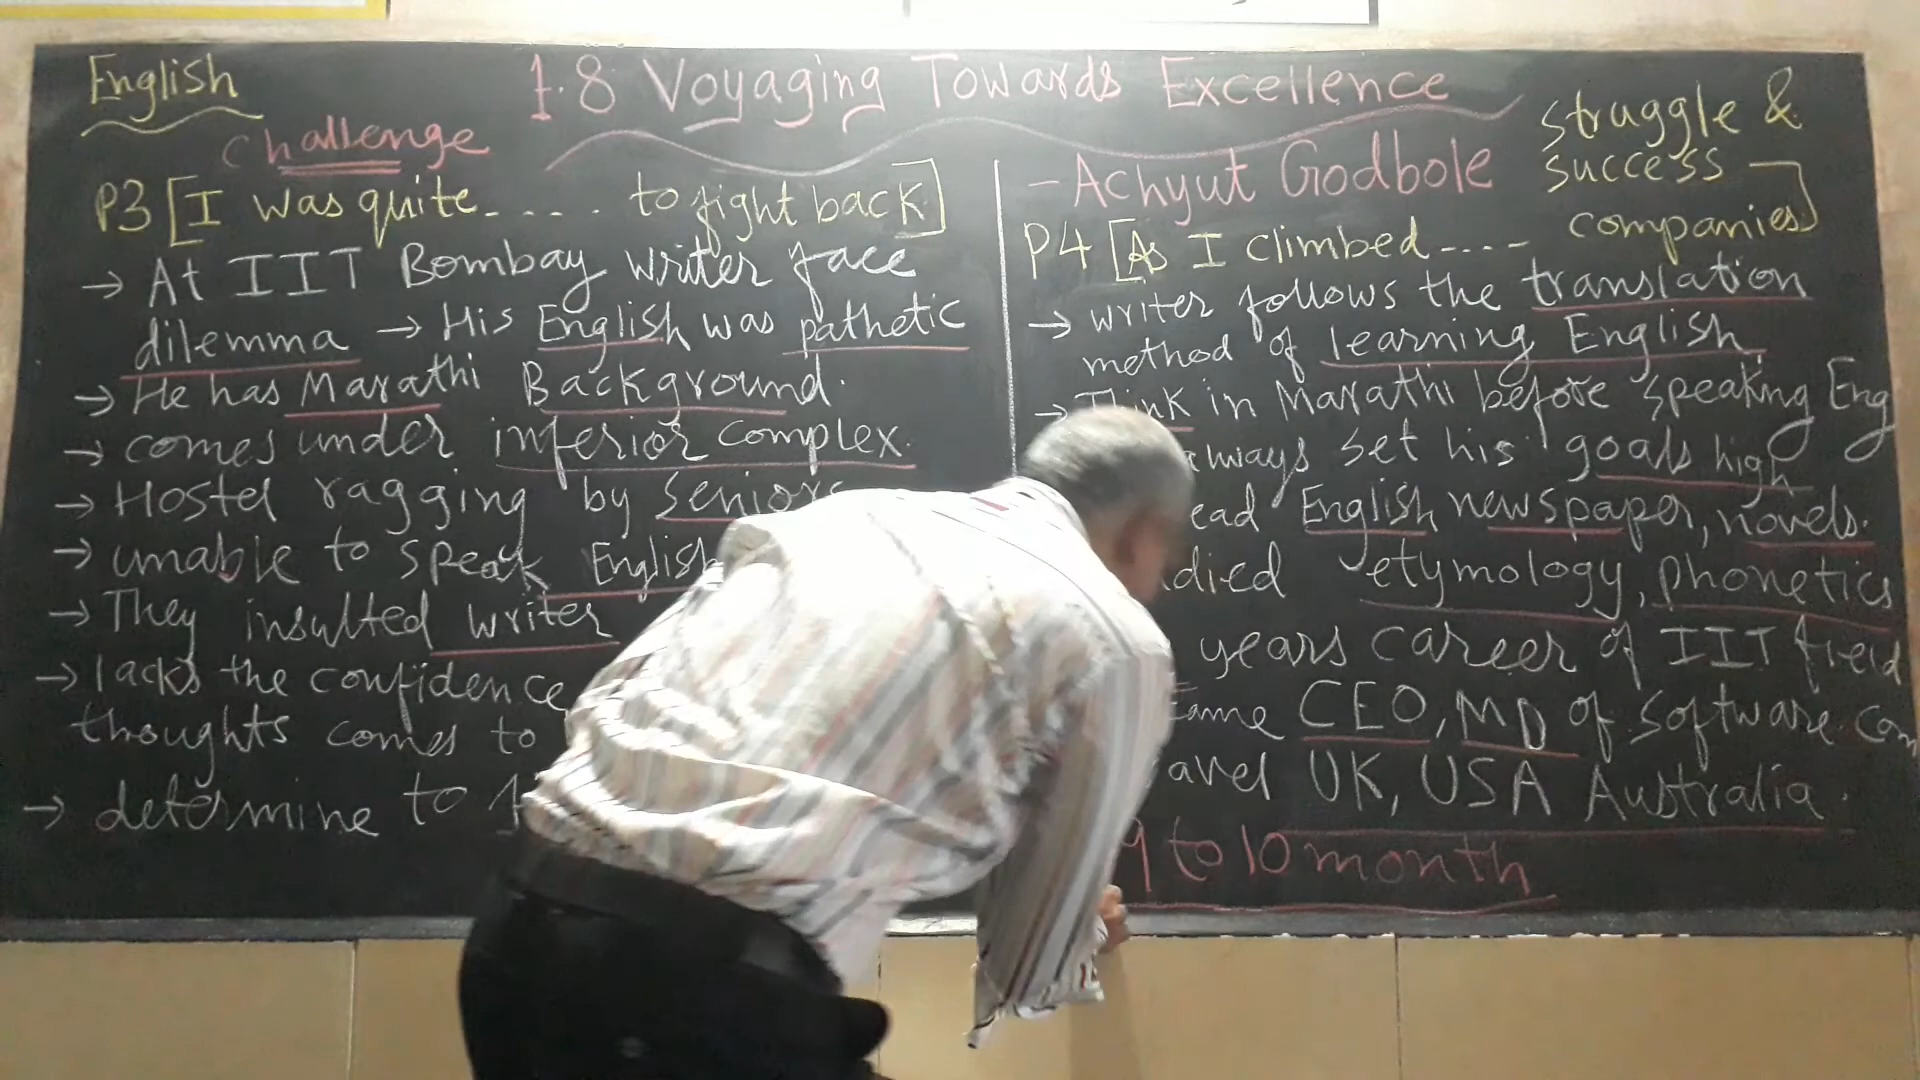 English
1.8 Voyaging Towards Excellence
Challenge
- Achyut Godbole
struggle &
success
P3 [I was quite..... to fight back]
→ At IIT Bombay writer face
dilemma → His English was pathetic
→ He has Marathi Background.
→ comes under inferior complex.
→ Hostel ragging by seniors
→ unable to speak English
→ They insulted writer
→ lacks the confidence
thoughts comes to
→ determine to
P4 [As I climbed.... companies]
→ writer follows the translation
method of learning English
→ Think in Marathi before speaking Eng
always set his goals high
ead English newspaper, novels.
died etymology, phonetics
years career of IIT field
came CEO, MD of software com
avel UK, USA Australia.
9 to 10 month